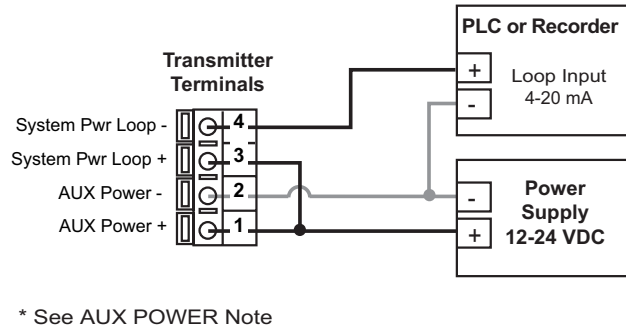 PLC or Recorder
Transmitter
Terminals
+
Loop Input
4-20 mA
-
System Pwr Loop - 4
System Pwr Loop + 3
AUX Power - 2
AUX Power + 1
-
+
Power
Supply
12-24 VDC
* See AUX POWER Note